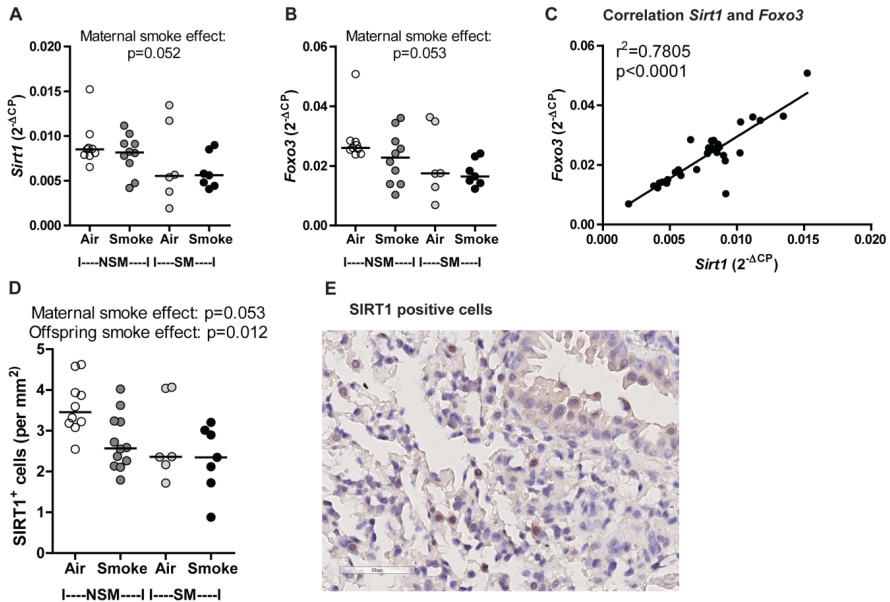 A
Maternal smoke effect:
p=0.052
Sirt1 (2^-ΔCP)
0.020
0.015
0.010
0.005
0.000
Air Smoke Air Smoke
I----NSM----I I----SM----I
B
Maternal smoke effect:
p=0.053
Foxo3 (2^-ΔCP)
0.06
0.04
0.02
0.00
Air Smoke Air Smoke
I----NSM----I I----SM----I
C
Correlation Sirt1 and Foxo3
r²=0.7805
p<0.0001
Foxo3 (2^-ΔCP)
0.06
0.04
0.02
0.00
0.000 0.005 0.010 0.015 0.020
Sirt1 (2^-ΔCP)
D
Maternal smoke effect: p=0.053
Offspring smoke effect: p=0.012
SIRT1⁺ cells (per mm²)
5
4
3
2
1
0
Air Smoke Air Smoke
I----NSM----I I----SM----I
E
SIRT1 positive cells